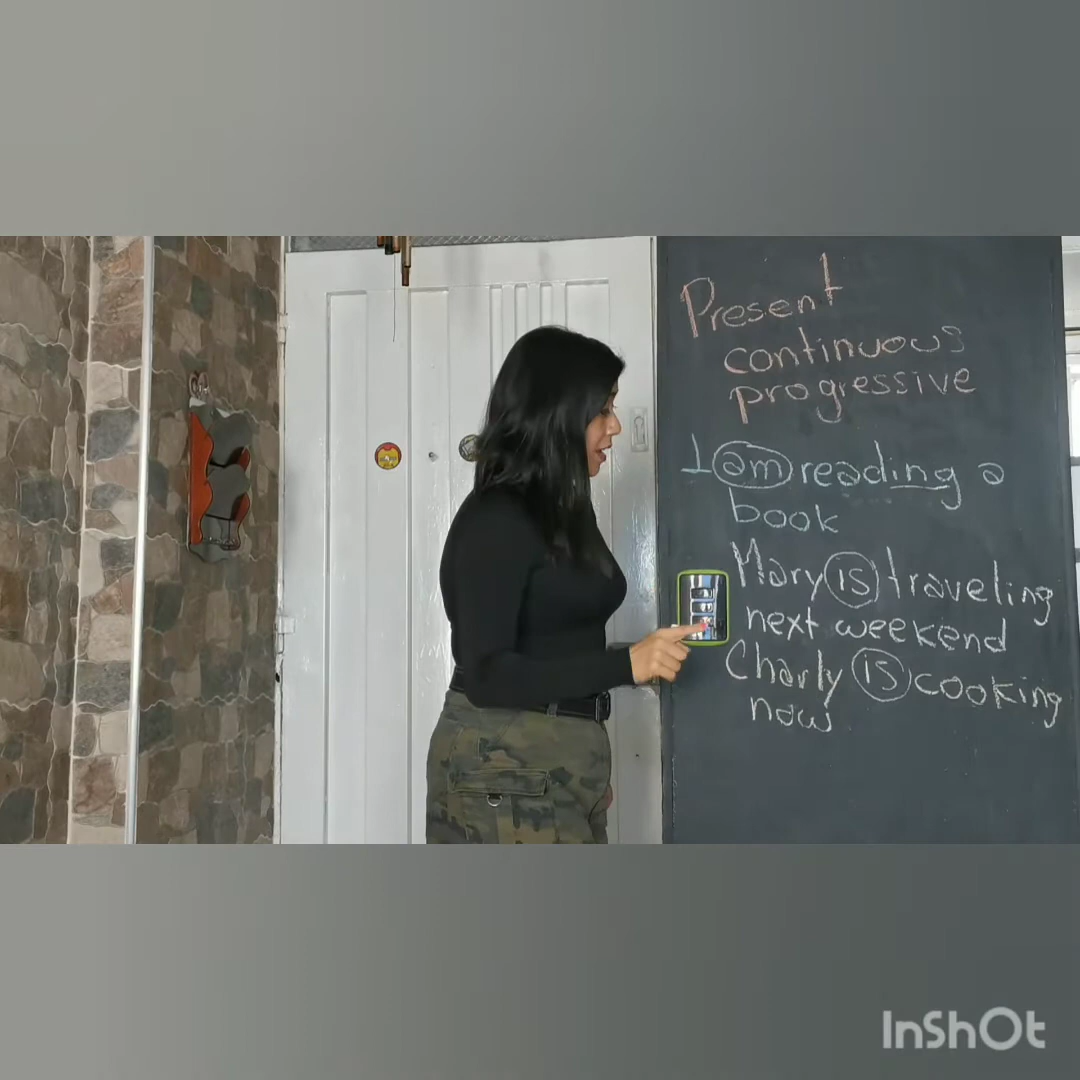 Present
continuous
progressive
I am reading a
book
Mary is traveling
next weekend
Charly is cooking
now
InShOt